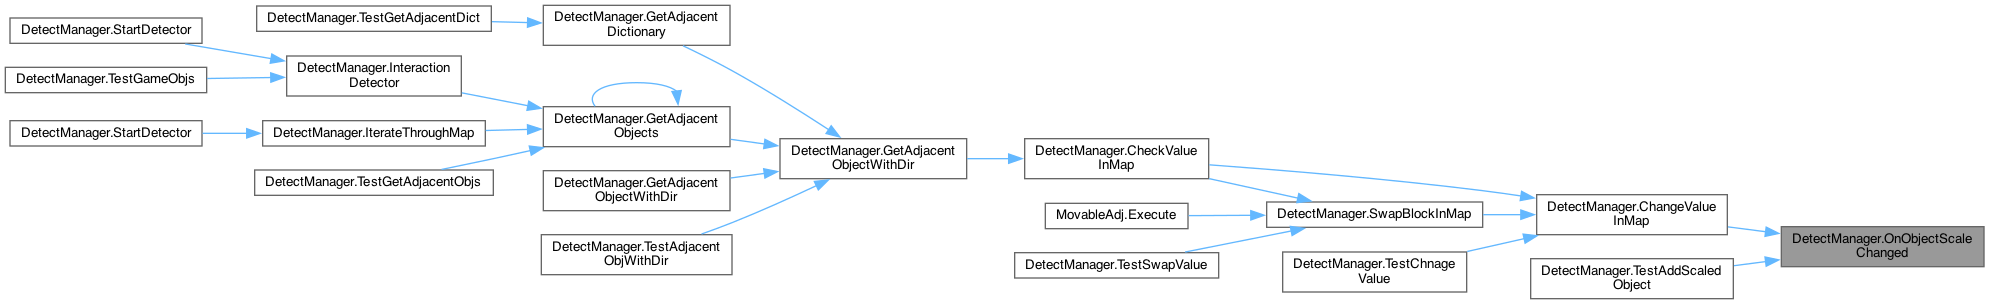 DetectManager.StartDetector
DetectManager.TestGameObjs
DetectManager.StartDetector
DetectManager.TestGetAdjacentDict
DetectManager.Interaction
Detector
DetectManager.IterateThroughMap
DetectManager.TestGetAdjacentObjs
DetectManager.GetAdjacent
Dictionary
DetectManager.GetAdjacent
Objects
DetectManager.GetAdjacent
ObjectWithDir
DetectManager.TestAdjacent
ObjWithDir
DetectManager.GetAdjacent
ObjectWithDir
DetectManager.CheckValue
InMap
MovableAdj.Execute
DetectManager.TestSwapValue
DetectManager.SwapBlockInMap
DetectManager.TestChnage
Value
DetectManager.ChangeValue
InMap
DetectManager.TestAddScaled
Object
DetectManager.OnObjectScale
Changed